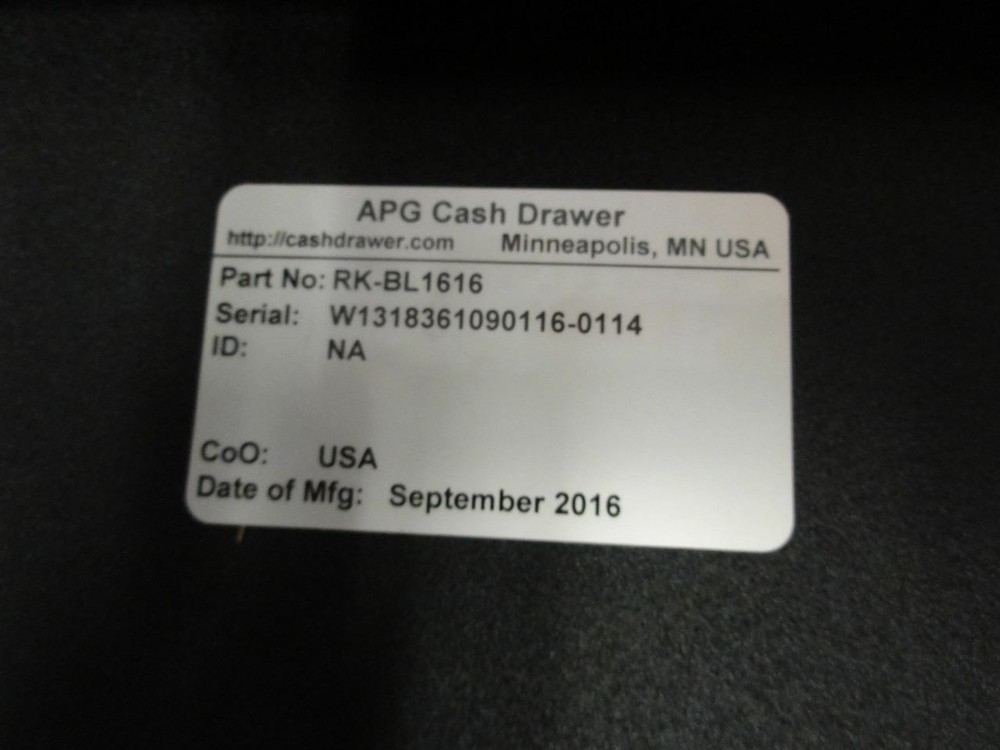 APG Cash Drawer
http://cashdrawer.com Minneapolis, MN USA
Part No: RK-BL1616
Serial: W1318361090116-0114
ID: NA
CoO: USA
Date of Mfg: September 2016